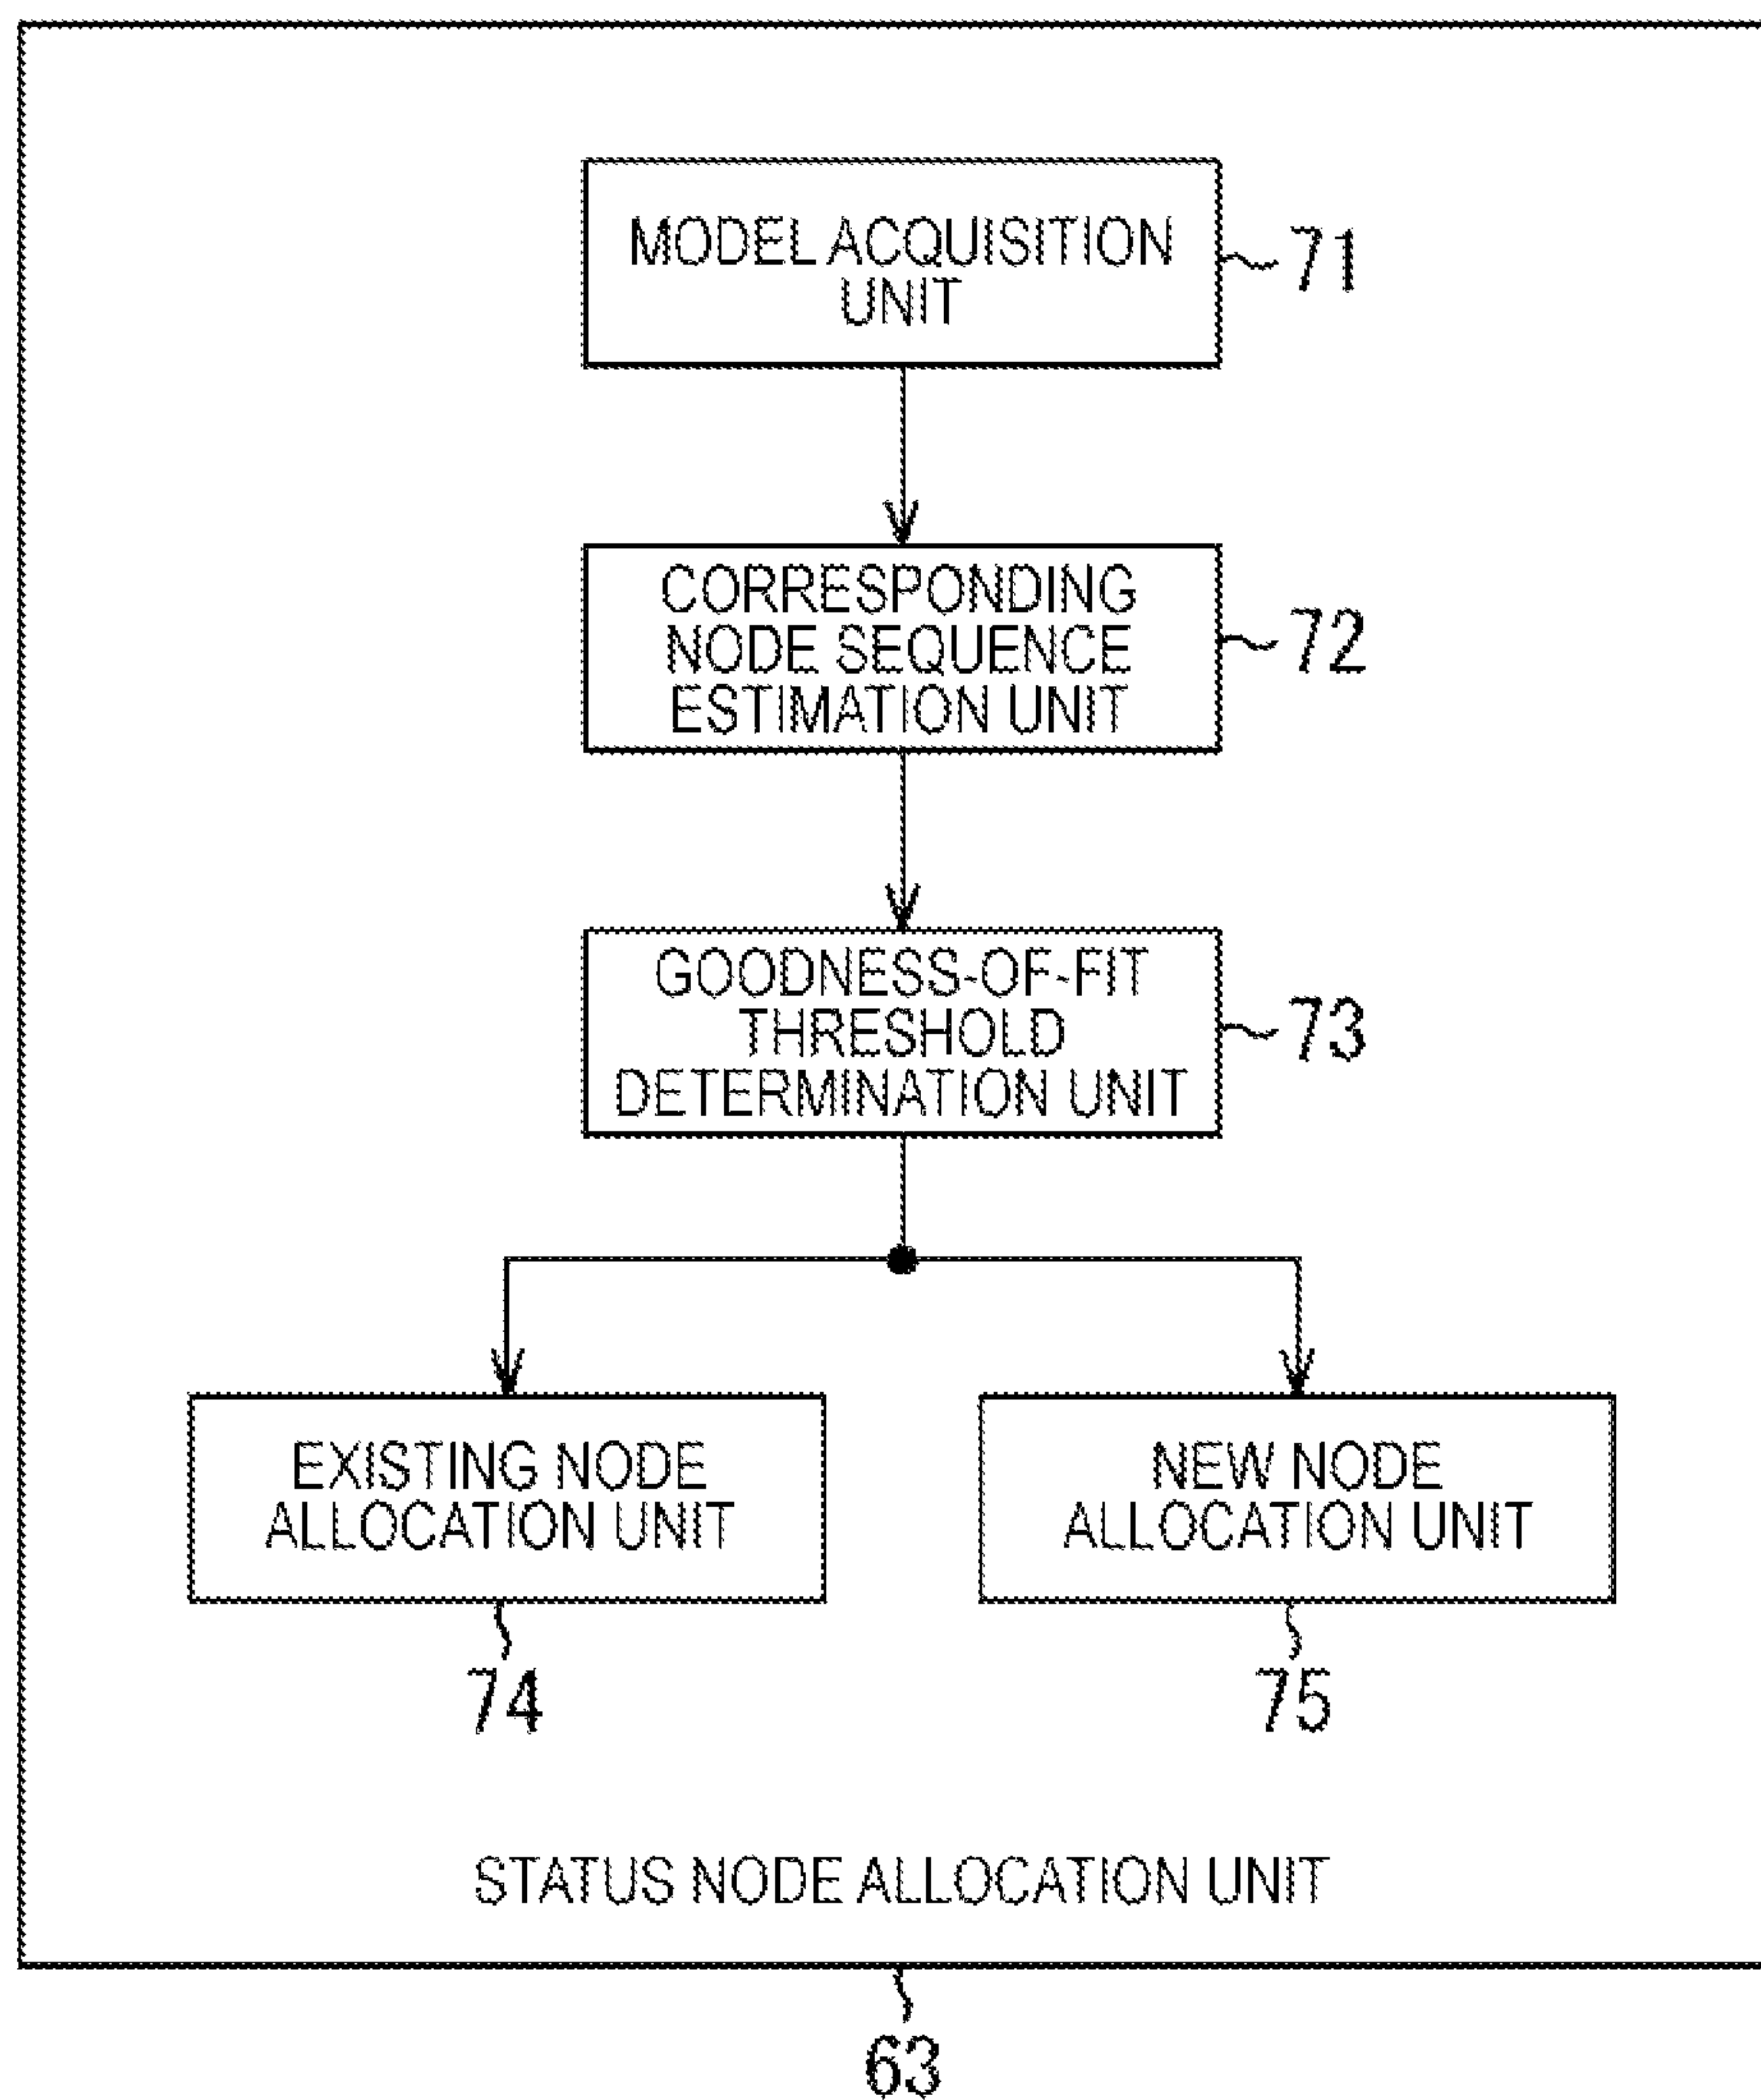 MODEL ACQUISITION
UNIT
71
CORRESPONDING
NODE SEQUENCE
ESTIMATION UNIT
72
GOODNESS-OF-FIT
THRESHOLD
DETERMINATION UNIT
73
EXISTING NODE
ALLOCATION UNIT
74
NEW NODE
ALLOCATION UNIT
75
STATUS NODE ALLOCATION UNIT
63